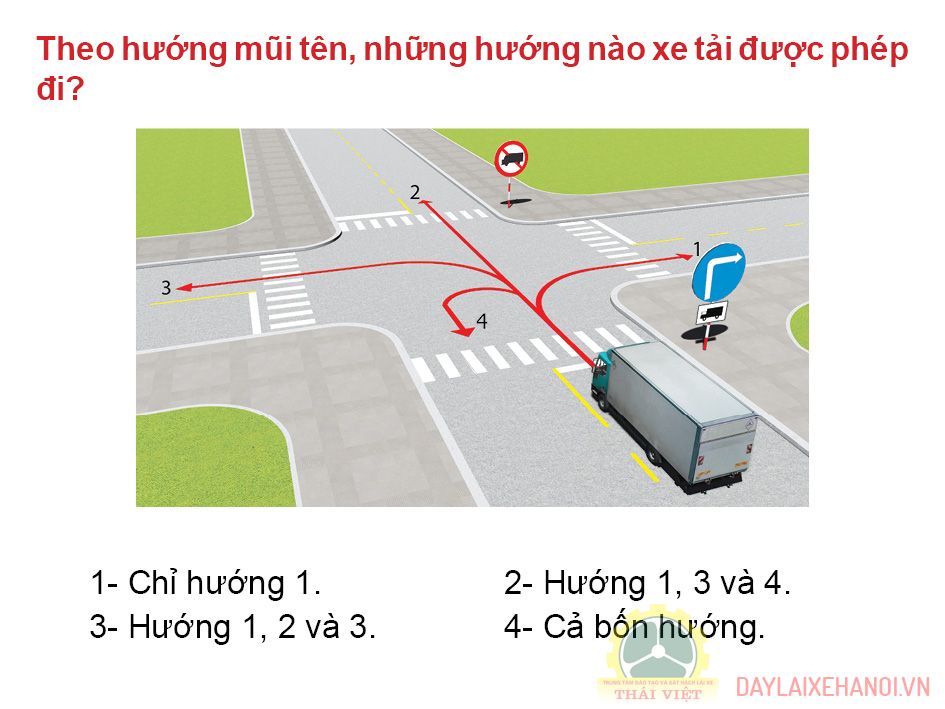 Theo hướng mũi tên, những hướng nào xe tải được phép
đi?
2
1
3
4
1- Chỉ hướng 1.
2- Hướng 1, 3 và 4.
3- Hướng 1, 2 và 3.
4- Cả bốn hướng.
TRUNG TÂM ĐÀO TẠO VÀ SÁT HẠCH LÁI XE
THÁI VIỆT
DAYLAIXEHANOI.VN